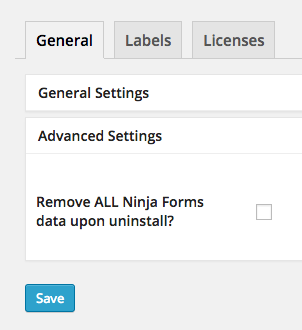 General Labels Licenses
General Settings
Advanced Settings
Remove ALL Ninja Forms
data upon uninstall?
Save